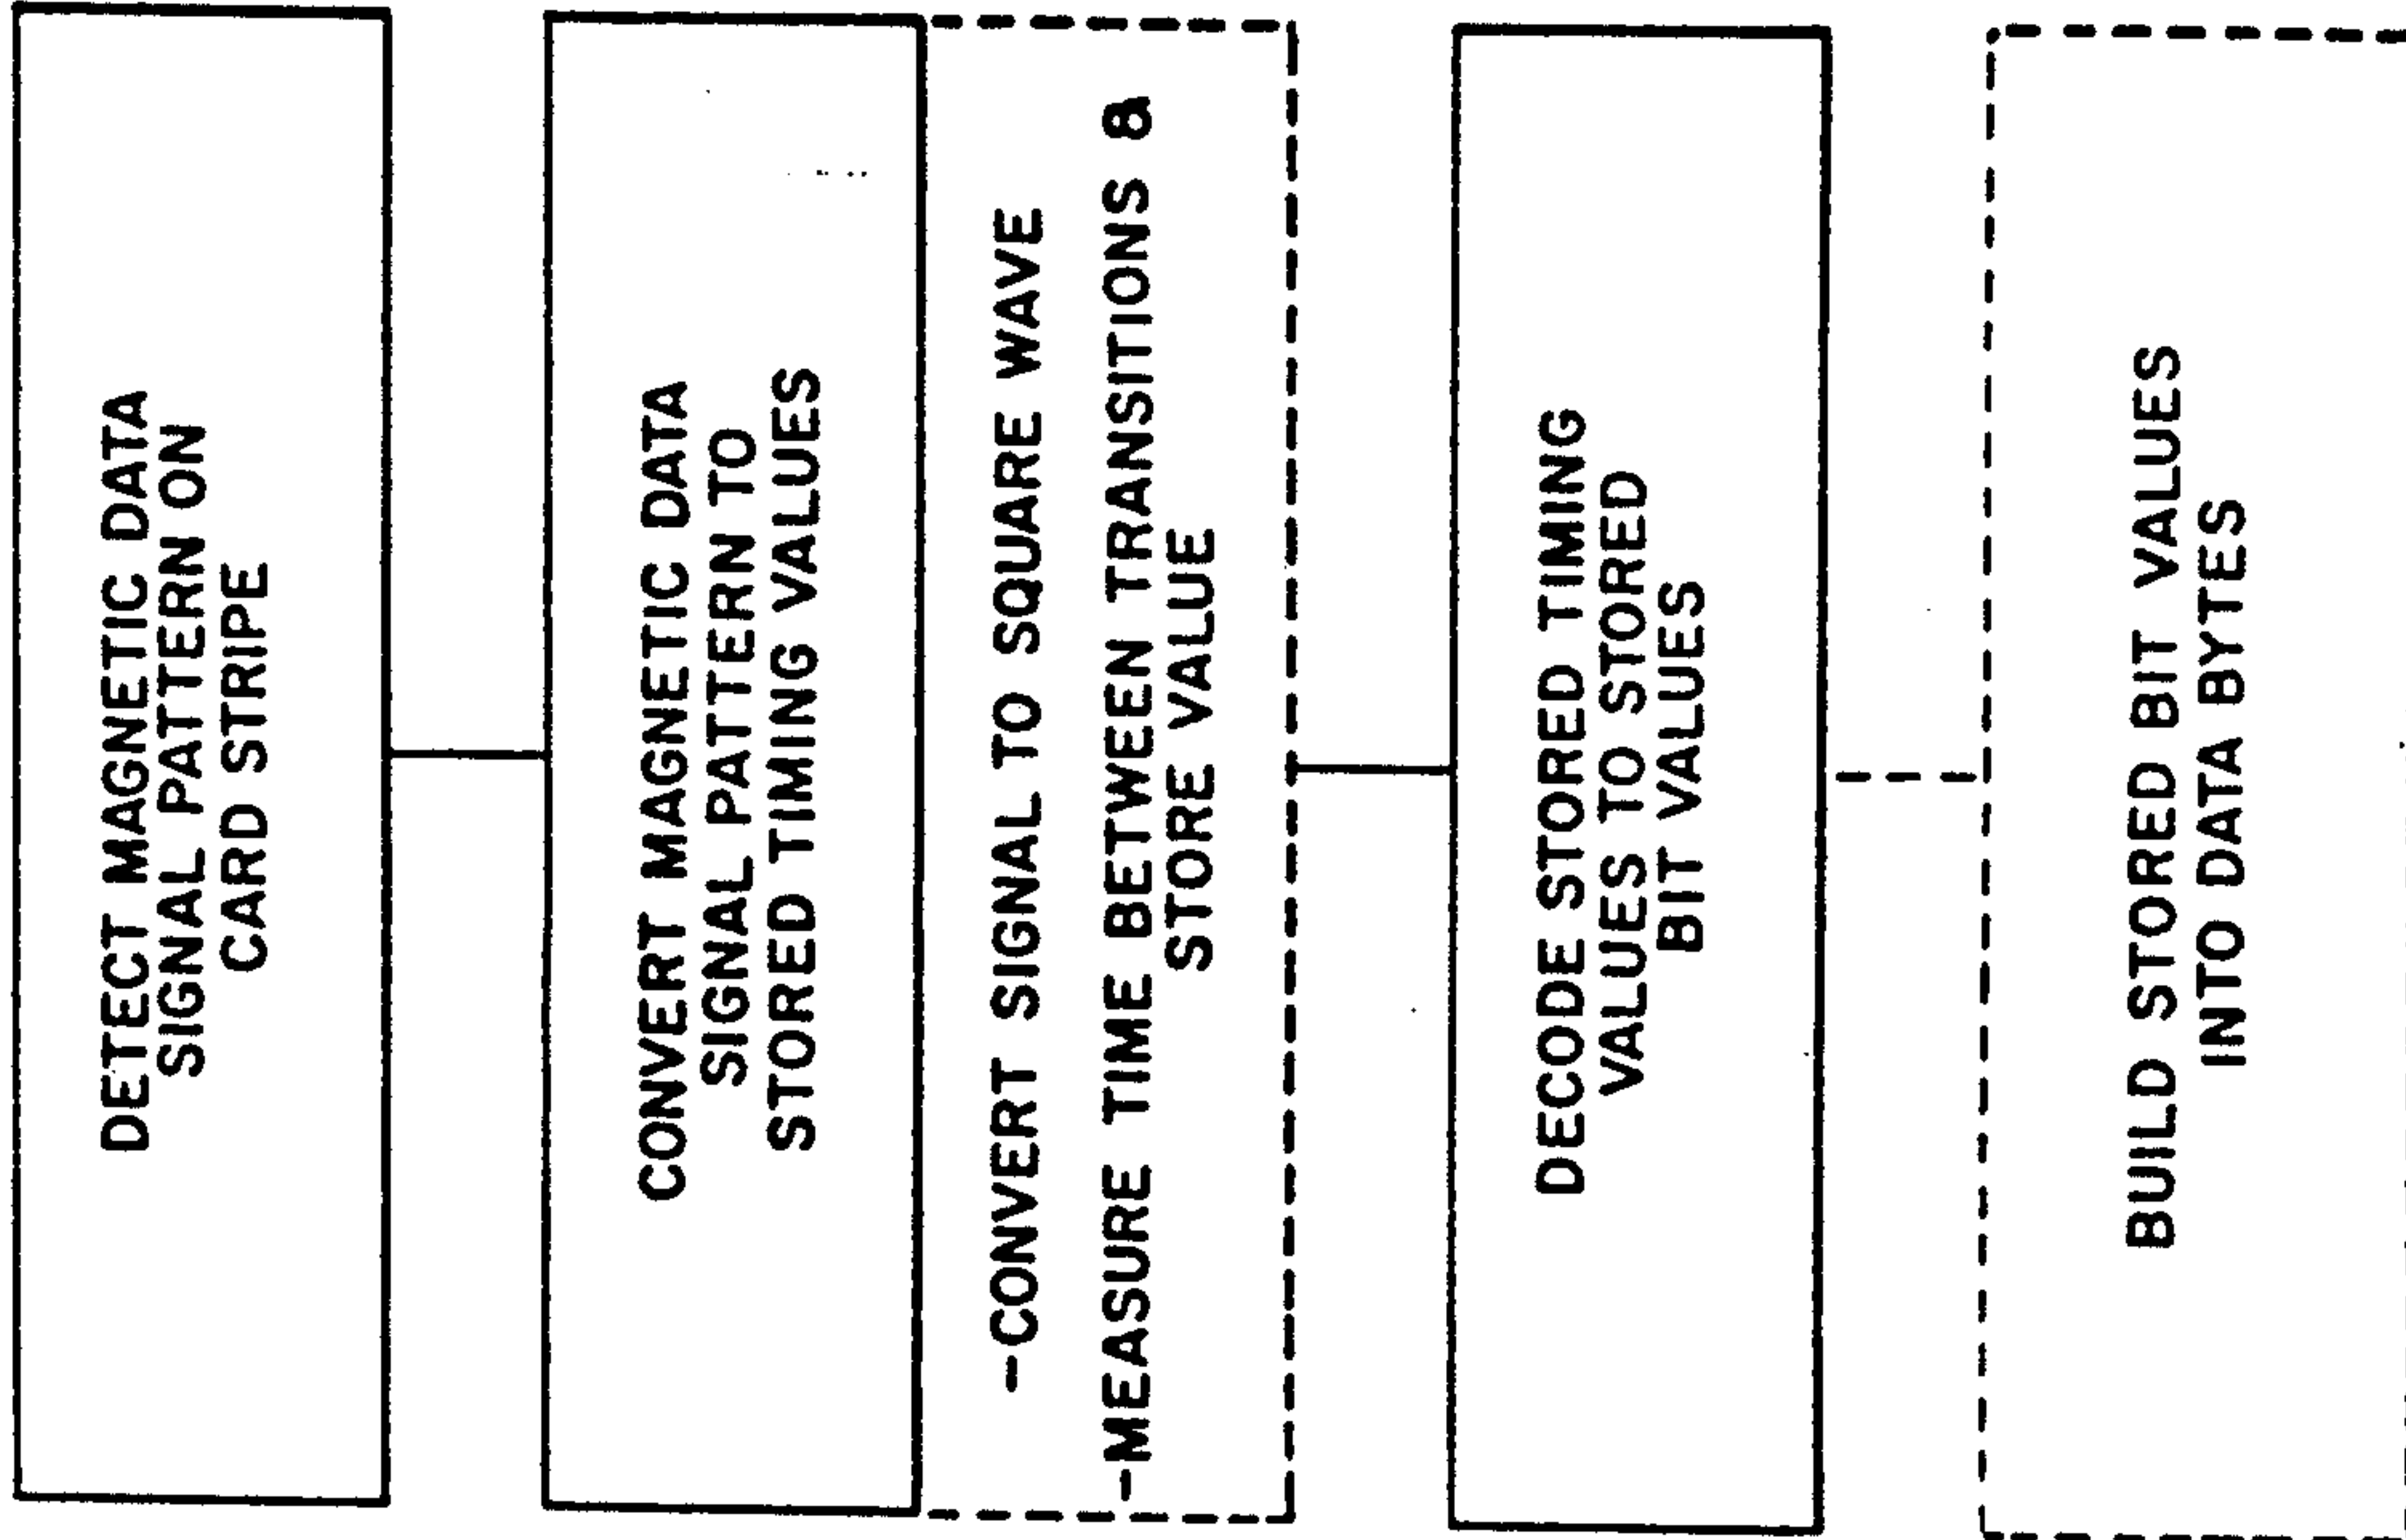 DETECT MAGNETIC DATA
SIGNAL PATTERN ON
CARD STRIPE
CONVERT MAGNETIC DATA
SIGNAL PATTERN TO
STORED TIMING VALUES
-CONVERT SIGNAL TO SQUARE WAVE
-MEASURE TIME BETWEEN TRANSITIONS &
STORE VALUE
DECODE STORED TIMING
VALUES TO STORED
BIT VALUES
BUILD STORED BIT VALUES
INTO DATA BYTES